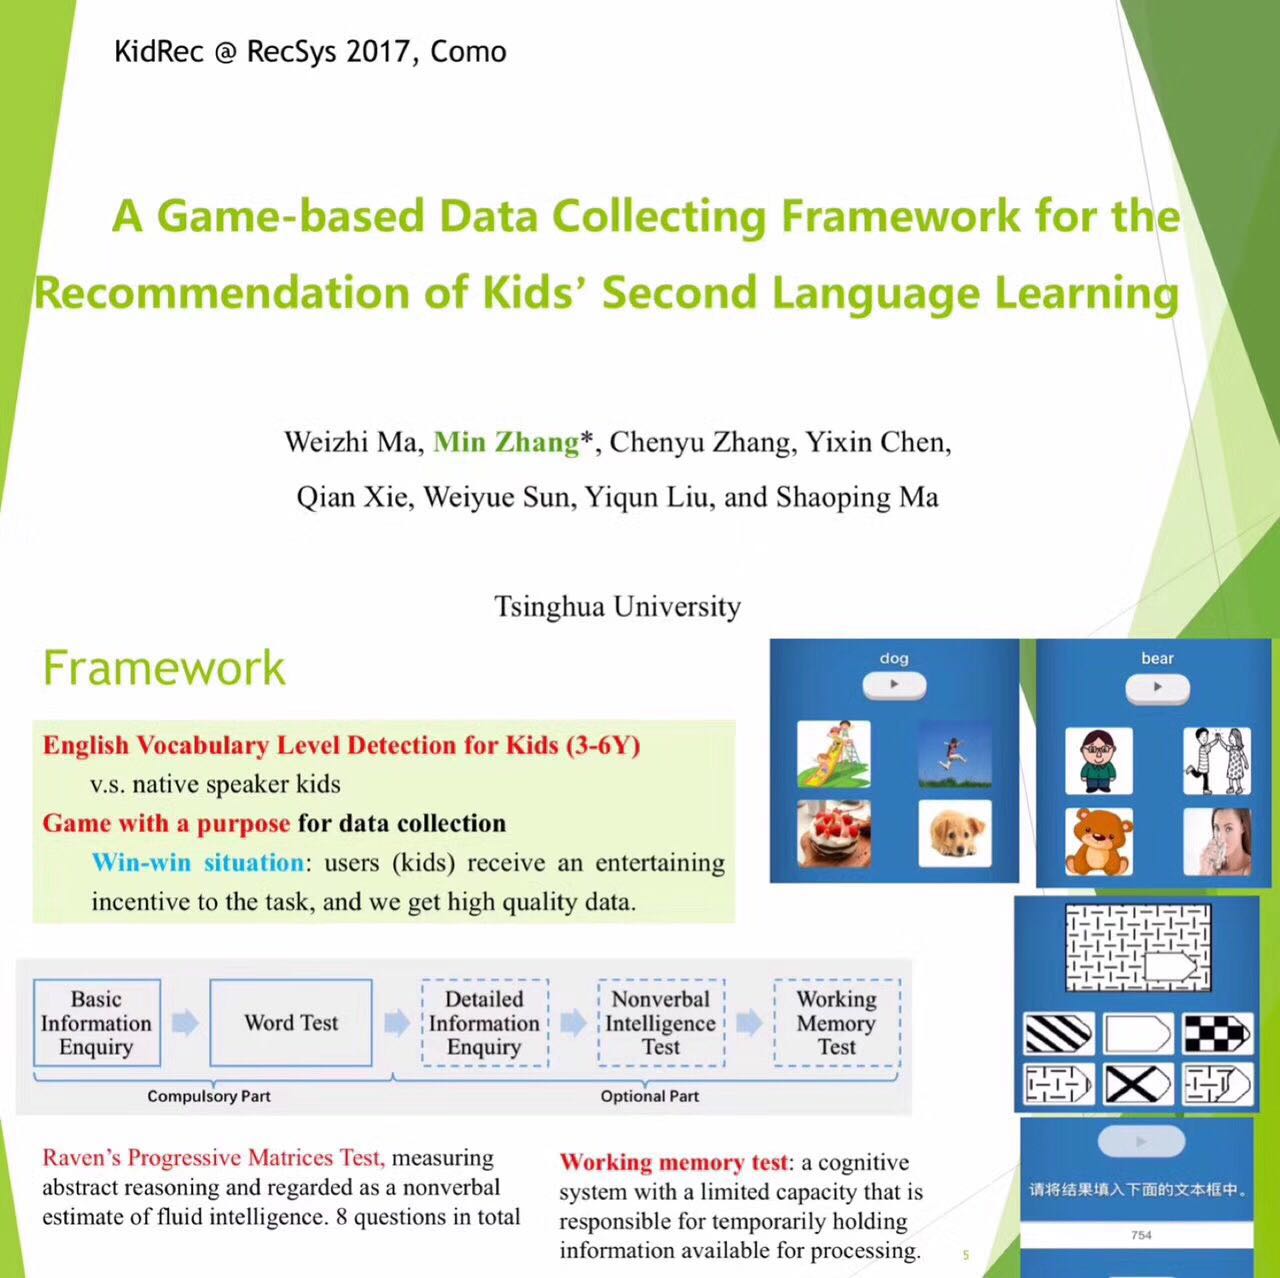 KidRec @ RecSys 2017, Como
A Game-based Data Collecting Framework for the
Recommendation of Kids’ Second Language Learning
Weizhi Ma, Min Zhang*, Chenyu Zhang, Yixin Chen,
Qian Xie, Weiyue Sun, Yiqun Liu, and Shaoping Ma
Tsinghua University
Framework
English Vocabulary Level Detection for Kids (3-6Y)
v.s. native speaker kids
Game with a purpose for data collection
Win-win situation: users (kids) receive an entertaining
incentive to the task, and we get high quality data.
dog
bear
Basic
Information
Enquiry
Word Test
Detailed
Information
Enquiry
Nonverbal
Intelligence
Test
Working
Memory
Test
Compulsory Part
Optional Part
Raven’s Progressive Matrices Test, measuring
abstract reasoning and regarded as a nonverbal
estimate of fluid intelligence. 8 questions in total
Working memory test: a cognitive
system with a limited capacity that is
responsible for temporarily holding
information available for processing.
请将结果填入下面的文本框中。
754
5